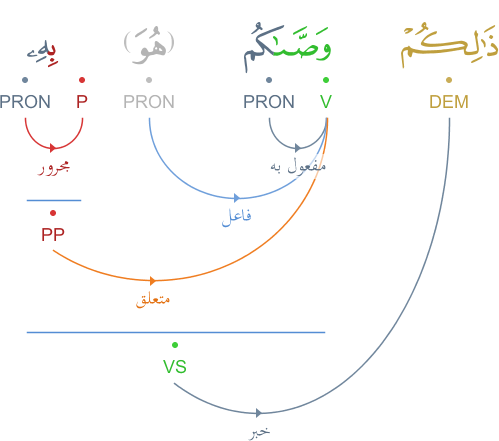 ذَٰلِكُمْ وَصَّىٰكُم (هُوَ) بِهِۦ
DEM V PRON PRON P PRON
مفعول به
مجرور
فاعل
PP
متعلق
VS
خبر